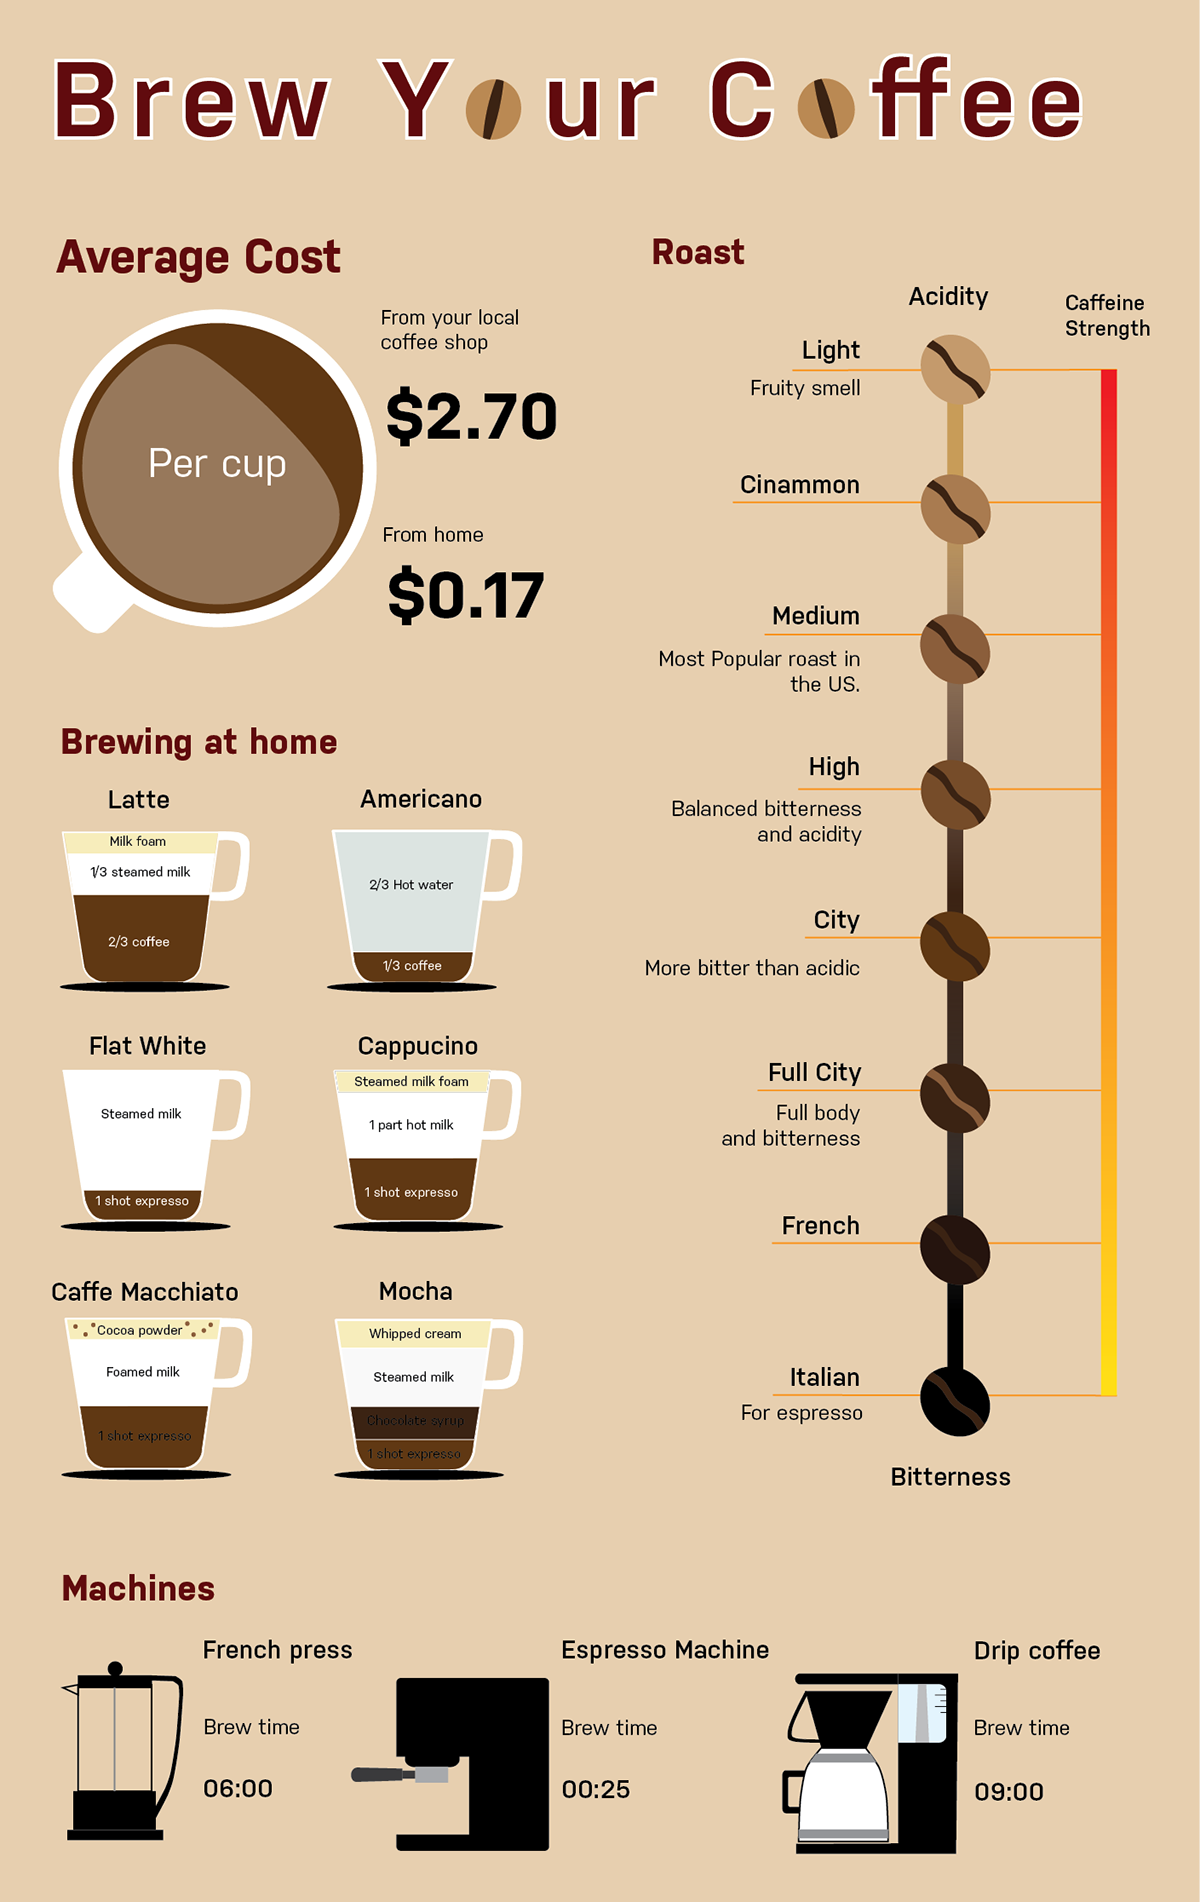 Brew Your Coffee
Average Cost
Per cup
From your local
coffee shop
$2.70
From home
$0.17
Brewing at home
Latte
Milk foam
1/3 steamed milk
2/3 coffee
Americano
2/3 Hot water
1/3 coffee
Flat White
Steamed milk
1 shot expresso
Cappucino
Steamed milk foam
1 part hot milk
1 shot expresso
Caffe Macchiato
Cocoa powder
Foamed milk
1 shot expresso
Mocha
Whipped cream
Steamed milk
Chocolate syrup
1 shot expresso
Roast
Acidity
Caffeine
Strength
Light
Fruity smell
Cinammon
Medium
Most Popular roast in
the US.
High
Balanced bitterness
and acidity
City
More bitter than acidic
Full City
Full body
and bitterness
French
Italian
For espresso
Bitterness
Machines
French press
Brew time
06:00
Espresso Machine
Brew time
00:25
Drip coffee
Brew time
09:00